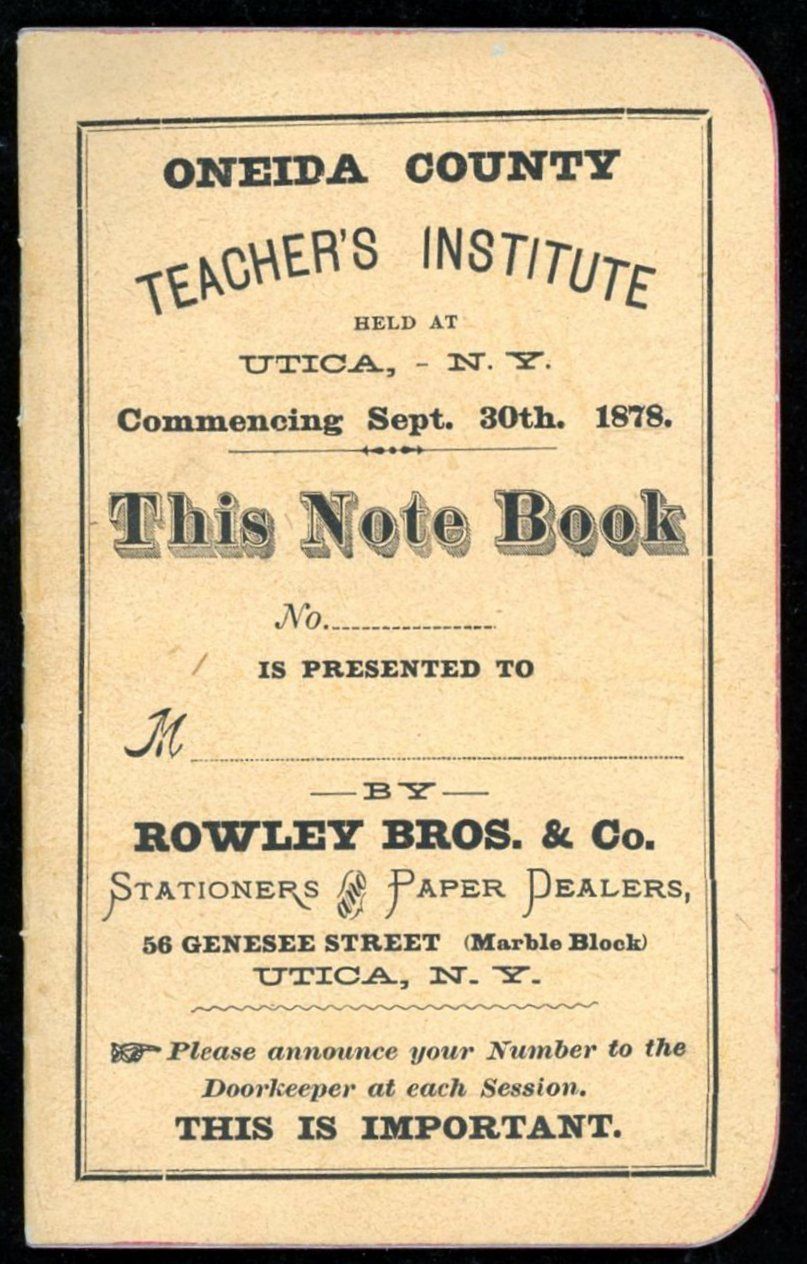 ONEIDA COUNTY
TEACHER'S INSTITUTE
HELD AT
UTICA, - N. Y.
Commencing Sept. 30th. 1878.
This Note Book
No.
IS PRESENTED TO
M
— BY —
ROWLEY BROS. & Co.
STATIONERS AND PAPER DEALERS,
56 GENESEE STREET (Marble Block)
UTICA, N. Y.
☞ Please announce your Number to the
Doorkeeper at each Session.
THIS IS IMPORTANT.